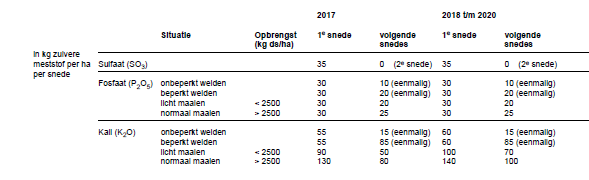 2017 2018 t/m 2020
Situatie Opbrengst (kg ds/ha) 1e snede volgende snedes 1e snede volgende snedes
In kg zuivere meststof per ha per snede
Sulfaat (SO3) 35 0 (2e snede) 35 0 (2e snede)
Fosfaat (P2O5) onbeperkt weiden 30 10 (eenmalig) 30 10 (eenmalig)
beperkt weiden 30 20 (eenmalig) 30 20 (eenmalig)
licht maaien < 2500 30 20 30 20
normaal maaien > 2500 30 25 30 25
Kali (K2O) onbeperkt weiden 55 15 (eenmalig) 60 15 (eenmalig)
beperkt weiden 55 85 (eenmalig) 60 85 (eenmalig)
licht maaien < 2500 90 50 100 70
normaal maaien > 2500 130 80 140 100